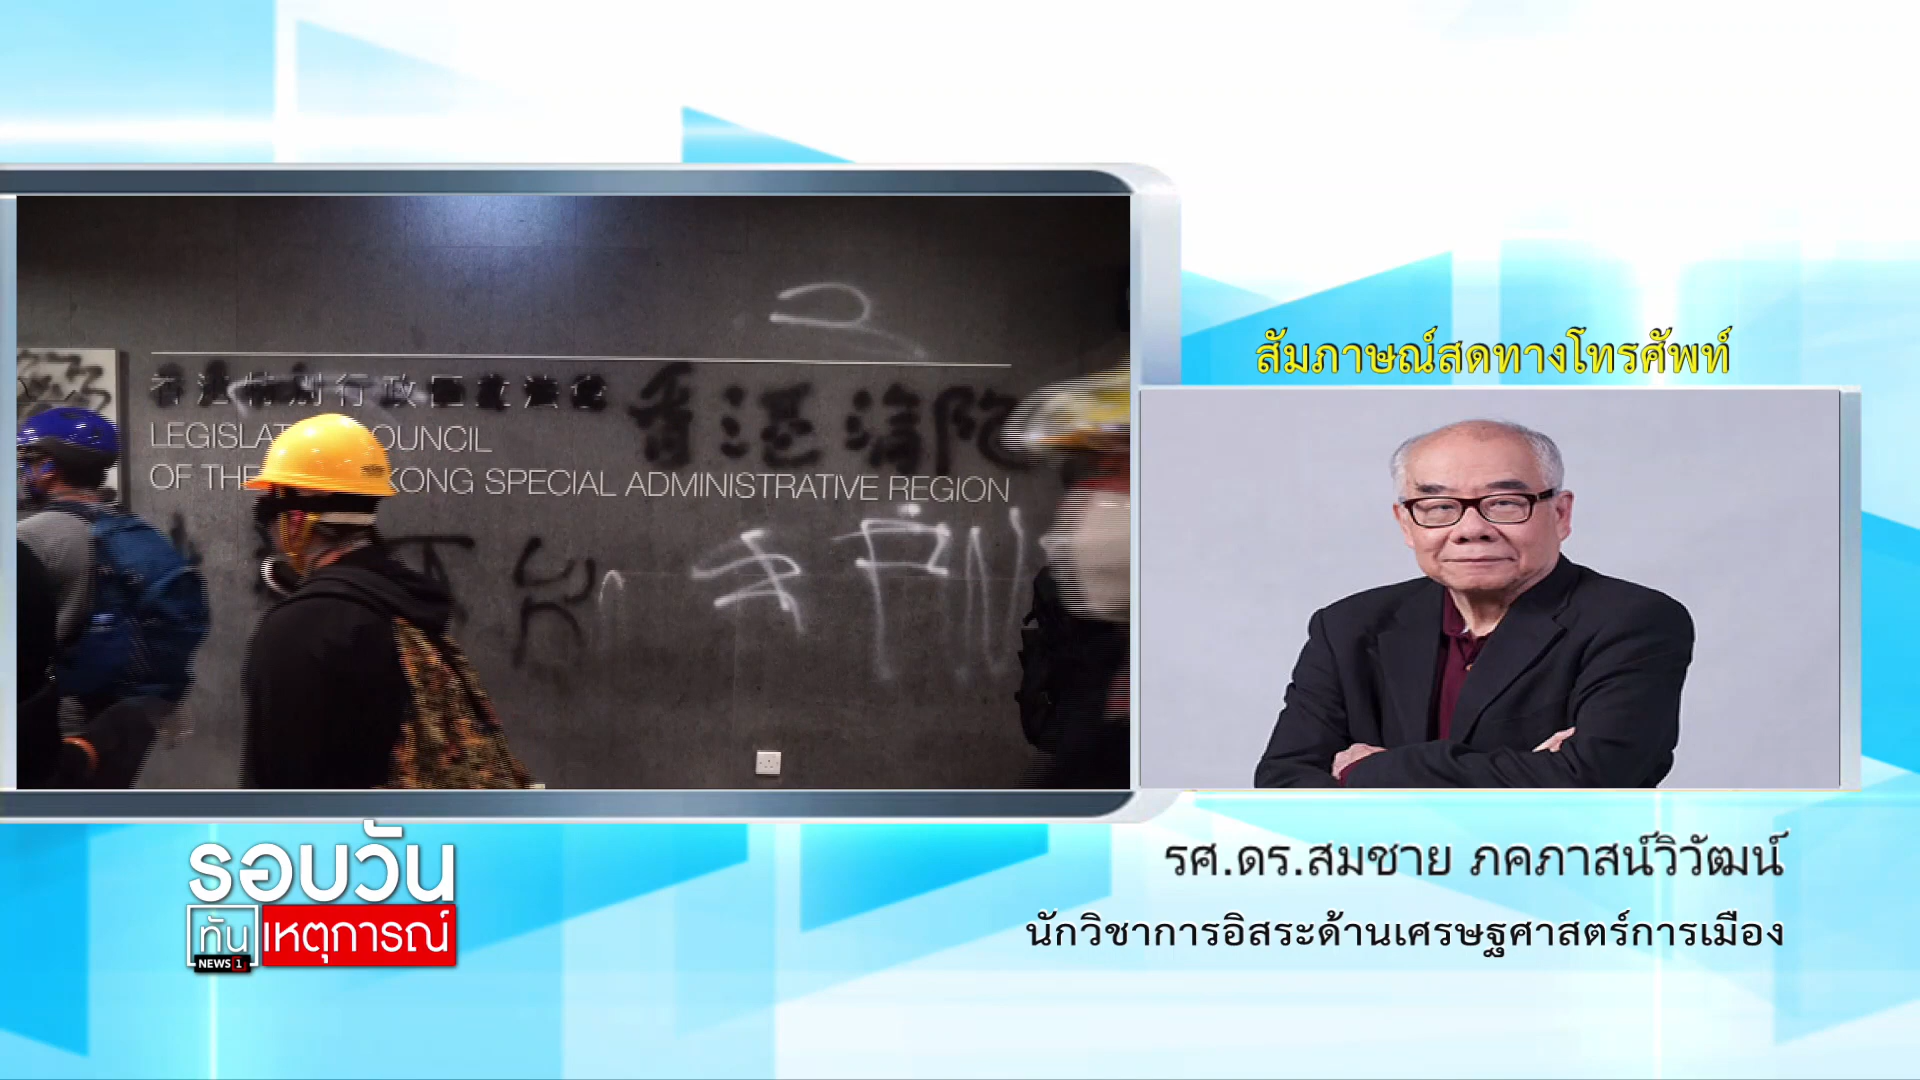 สัมภาษณ์สดทางโทรศัพท์
香港
LEGISLAT OUNCIL
OF THE KONG SPECIAL ADMINISTRATIVE REGION
รศ.ดร.สมชาย ภคภาสน์วิวัฒน์
นักวิชาการอิสระด้านเศรษฐศาสตร์การเมือง
รอบวัน
ทันเหตุการณ์
NEWS 1